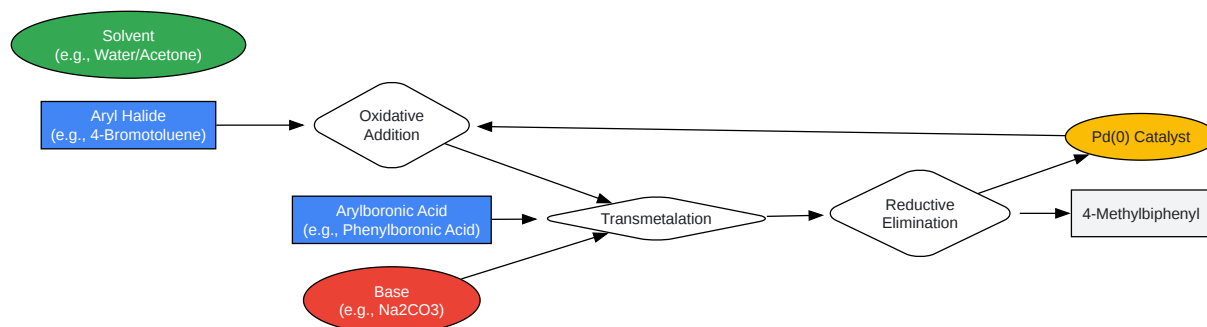 Solvent
(e.g., Water/Acetone)
Aryl Halide
(e.g., 4-Bromotoluene)
Oxidative
Addition
Pd(0) Catalyst
Arylboronic Acid
(e.g., Phenylboronic Acid)
Transmetalation
Reductive
Elimination
4-Methylbiphenyl
Base
(e.g., Na2CO3)